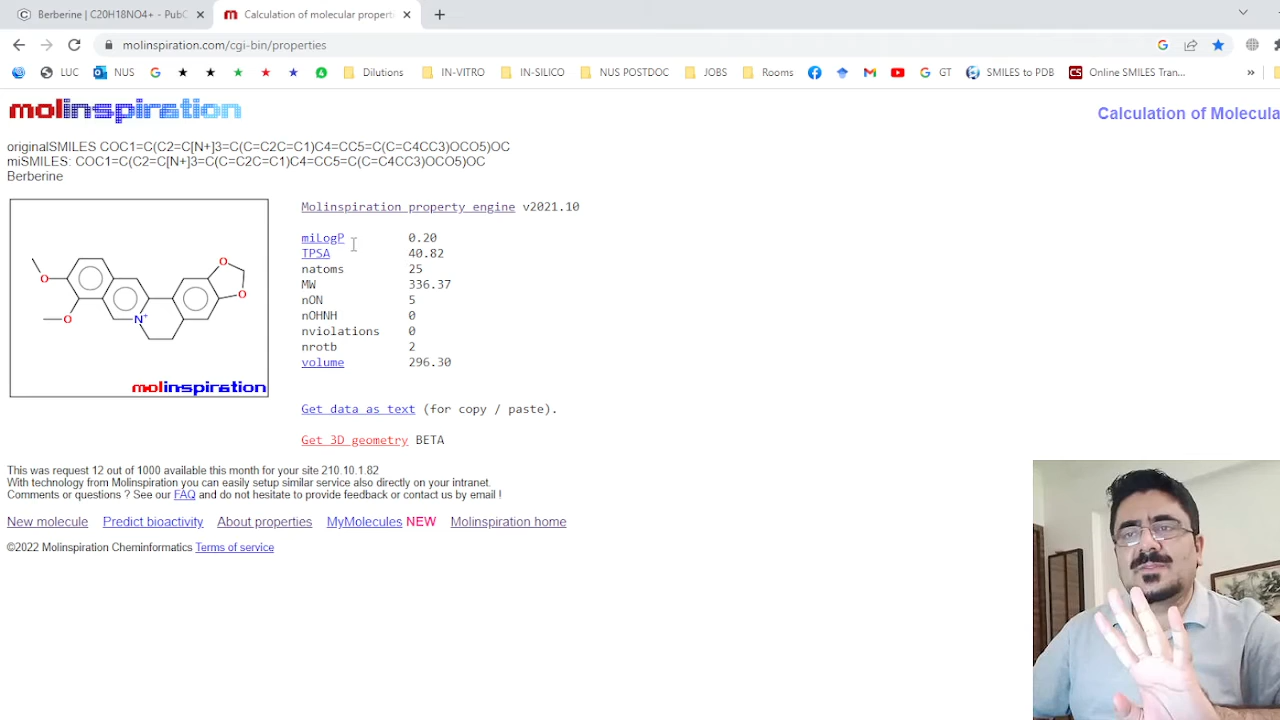 Berberine | C20H18NO4+ - PubC
Calculation of molecular propert
molinspiration.com/cgi-bin/properties
LUC
NUS
Dilutions
IN-VITRO
IN-SILICO
NUS POSTDOC
JOBS
Rooms
GT
SMILES to PDB
CS
Online SMILES Tran...
molinspiration
Calculation of Molecula
originalSMILES COC1=C(C2=C[N+]3=C(C=C2C=C1)C4=CC5=C(C=C4CC3)OCO5)OC
miSMILES: COC1=C(C2=C[N+]3=C(C=C2C=C1)C4=CC5=C(C=C4CC3)OCO5)OC
Berberine
O
O
N+
O
O
molinspiration
Molinspiration property engine v2021.10
miLogP 0.20
TPSA 40.82
natoms 25
MW 336.37
nON 5
nOHNH 0
nviolations 0
nrotb 2
volume 296.30
Get data as text (for copy / paste).
Get 3D geometry BETA
This was request 12 out of 1000 available this month for your site 210.10.1.82
With technology from Molinspiration you can easily setup similar service also directly on your intranet.
Comments or questions ? See our FAQ and do not hesitate to provide feedback or contact us by email !
New molecule Predict bioactivity About properties MyMolecules NEW Molinspiration home
©2022 Molinspiration Cheminformatics Terms of service